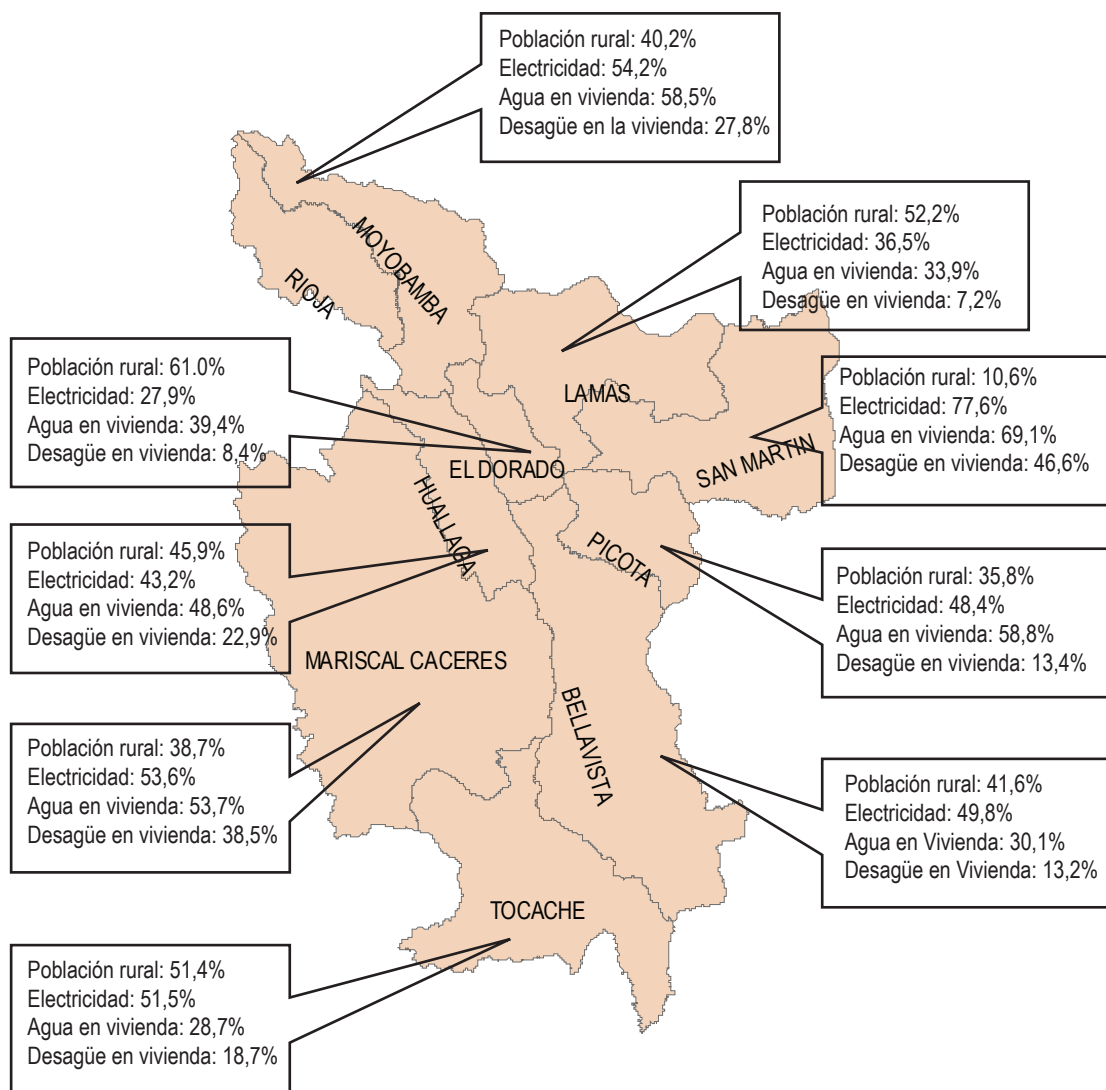 Población rural: 40,2%
Electricidad: 54,2%
Agua en vivienda: 58,5%
Desagüe en la vivienda: 27,8%
Población rural: 52,2%
Electricidad: 36,5%
Agua en vivienda: 33,9%
Desagüe en vivienda: 7,2%
MOYOBAMBA
RIOJA
Población rural: 61.0%
Electricidad: 27,9%
Agua en vivienda: 39,4%
Desagüe en vivienda: 8,4%
LAMAS
Población rural: 10,6%
Electricidad: 77,6%
Agua en vivienda: 69,1%
Desagüe en vivienda: 46,6%
SAN MARTIN
EL DORADO
HUALLAGA
PICOTA
Población rural: 45,9%
Electricidad: 43,2%
Agua en vivienda: 48,6%
Desagüe en vivienda: 22,9%
Población rural: 35,8%
Electricidad: 48,4%
Agua en vivienda: 58,8%
Desagüe en vivienda: 13,4%
MARISCAL CACERES
BELLAVISTA
Población rural: 38,7%
Electricidad: 53,6%
Agua en vivienda: 53,7%
Desagüe en vivienda: 38,5%
Población rural: 41,6%
Electricidad: 49,8%
Agua en Vivienda: 30,1%
Desagüe en Vivienda: 13,2%
TOCACHE
Población rural: 51,4%
Electricidad: 51,5%
Agua en vivienda: 28,7%
Desagüe en vivienda: 18,7%